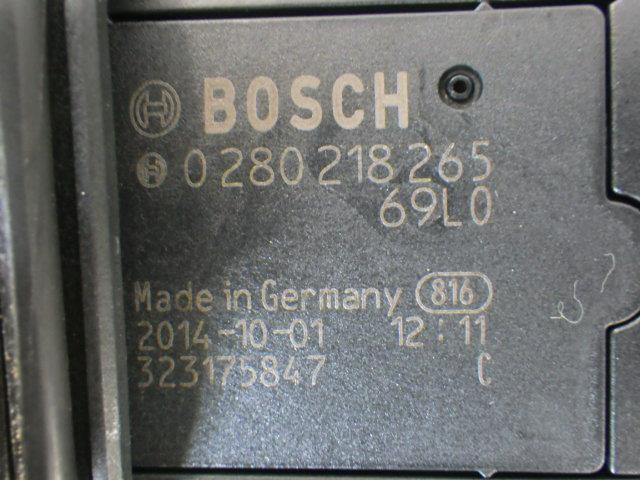 BOSCH
0 280 218 265
69L0
Made in Germany 816
2014-10-01 12:11
323175847 C